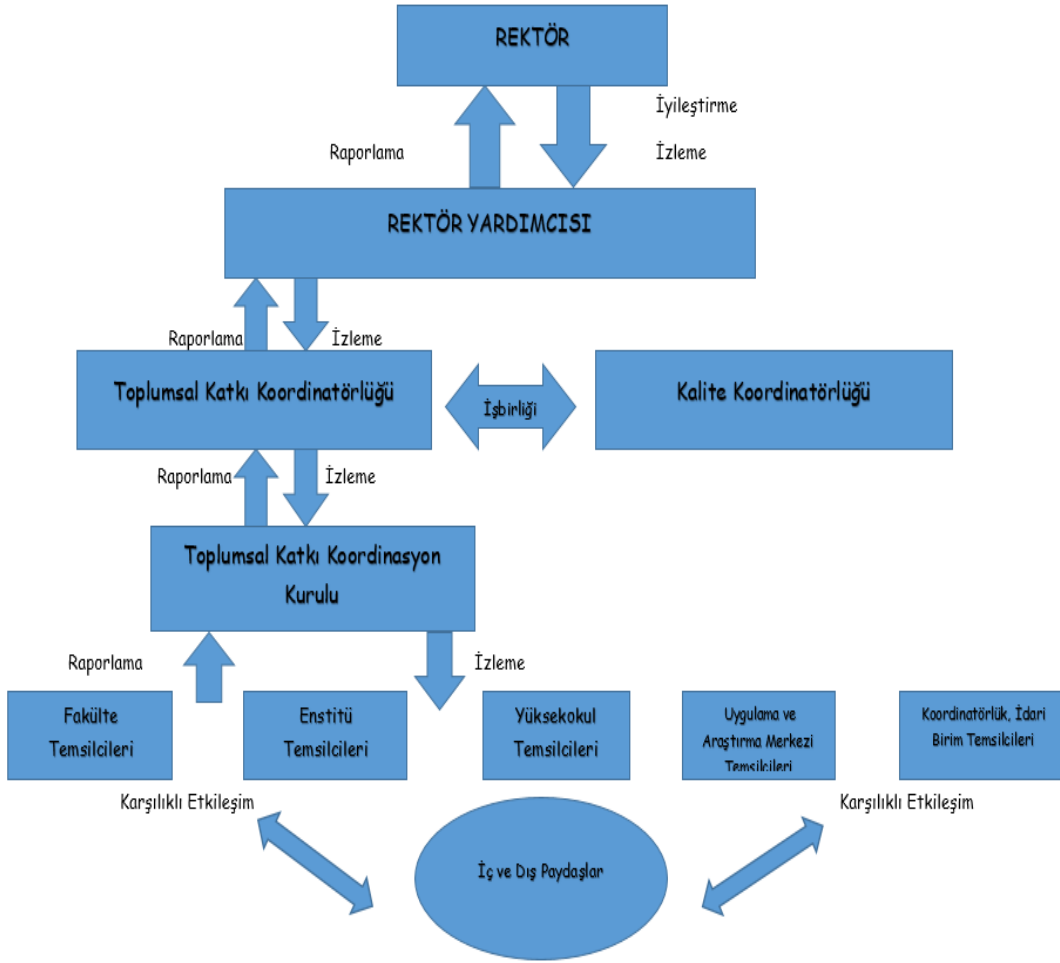 REKTÖR
İyileştirme
Raporlama
İzleme
REKTÖR YARDIMCISI
Raporlama
İzleme
Toplumsal Katkı Koordinatörlüğü
İşbirliği
Kalite Koordinatörlüğü
Raporlama
İzleme
Toplumsal Katkı Koordinasyon
Kurulu
Raporlama
İzleme
Fakülte
Temsilcileri
Enstitü
Temsilcileri
Yüksekokul
Temsilcileri
Uygulama ve
Araştırma Merkezi
Temsilcileri
Koordinatörlük, İdari
Birim Temsilcileri
Karşılıklı Etkileşim
Karşılıklı Etkileşim
İç ve Dış Paydaşlar